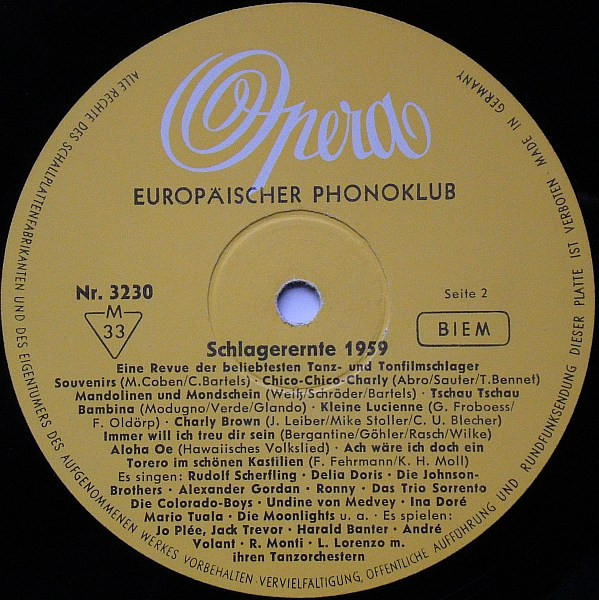 Opera
EUROPÄISCHER PHONOKLUB
Nr. 3230
M
33
Seite 2
BIEM
Schlagerernte 1959
Eine Revue der beliebtesten Tanz- und Tonfilmschlager
Souvenirs (M.Coben/C.Bartels) · Chico-Chico-Charly (Abro/Sauter/T.Bennet)
Mandolinen und Mondschein (Weiß/Schröder/Bartels) · Tschau Tschau
Bambina (Modugno/Verde/Glando) · Kleine Lucienne (G. Froboess/
F. Oldörp) · Charly Brown (J. Leiber/Mike Stoller/C. U. Blecher)
Immer will ich treu dir sein (Bergantine/Göhler/Rasch/Wilke)
Aloha Oe (Hawaiisches Volkslied) · Ach wäre ich doch ein
Torero im schönen Kastilien (F. Fehrmann/K. H. Moll)
Es singen: Rudolf Scherfling · Delia Doris · Die Johnson-
Brothers · Alexander Gordan · Ronny · Das Trio Sorrento
Die Colorado-Boys · Undine von Medvey · Ina Doré
Mario Tuala · Die Moonlights u. a. · Es spielen:
Jo Plée, Jack Trevor · Harald Banter · André
Volant · R. Monti · L. Lorenzo m.
ihren Tanzorchestern
ALLE RECHTE DES SCHALLPLATTENFABRIKANTEN UND DES EIGENTUMERS DES AUFGENOMMENEN WERKES VORBEHALTEN · VERVIELFÄLTIGUNG, ÖFFENTLICHE AUFFÜHRUNG UND RUNDFUNKSENDUNG DIESER PLATTE IST VERBOTEN · MADE IN GERMANY